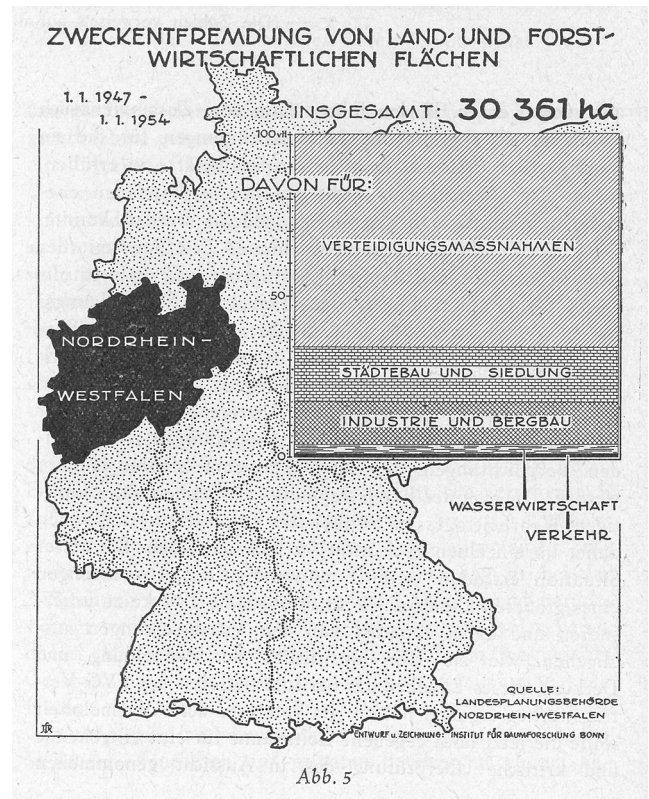 ZWECKENTFREMDUNG VON LAND- UND FORST-
WIRTSCHAFTLICHEN FLÄCHEN
1. 1. 1947 -
1. 1. 1954
INSGESAMT: 30 361 ha
100 vH
DAVON FÜR:
VERTEIDIGUNGSMASSNAHMEN
50
NORDRHEIN-
WESTFALEN
STÄDTEBAU UND SIEDLUNG
INDUSTRIE UND BERGBAU
0
WASSERWIRTSCHAFT
VERKEHR
QUELLE:
LANDESPLANUNGSBEHÖRDE
NORDRHEIN-WESTFALEN
ENTWURF u. ZEICHNUNG: INSTITUT FÜR RAUMFORSCHUNG BONN
Abb. 5